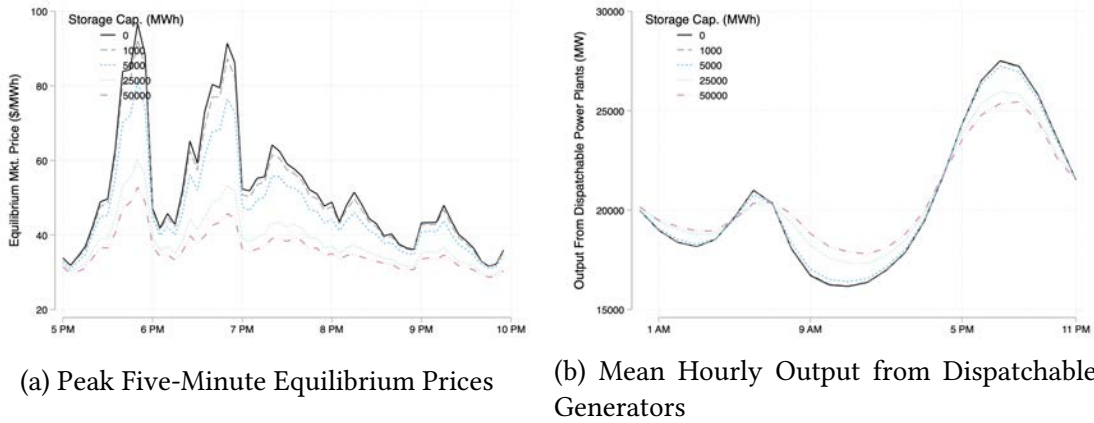 Storage Cap. (MWh)
0
1000
5000
25000
50000
Equilibrium Mkt. Price ($/MWh)
100
80
60
40
20
5 PM
6 PM
7 PM
8 PM
9 PM
10 PM
(a) Peak Five-Minute Equilibrium Prices
Storage Cap. (MWh)
0
1000
5000
25000
50000
Output From Dispatchable Power Plants (MW)
30000
25000
20000
15000
1 AM
9 AM
5 PM
11 PM
(b) Mean Hourly Output from Dispatchable
Generators